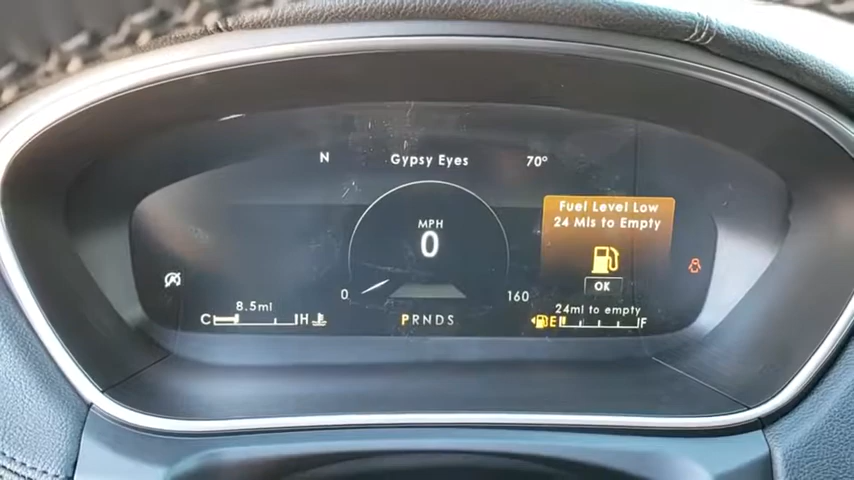 N
Gypsy Eyes
70°
Fuel Level Low
24 MIs to Empty
OK
MPH
0
0
160
8.5mi
C H
PRNDS
24mi to empty
E F